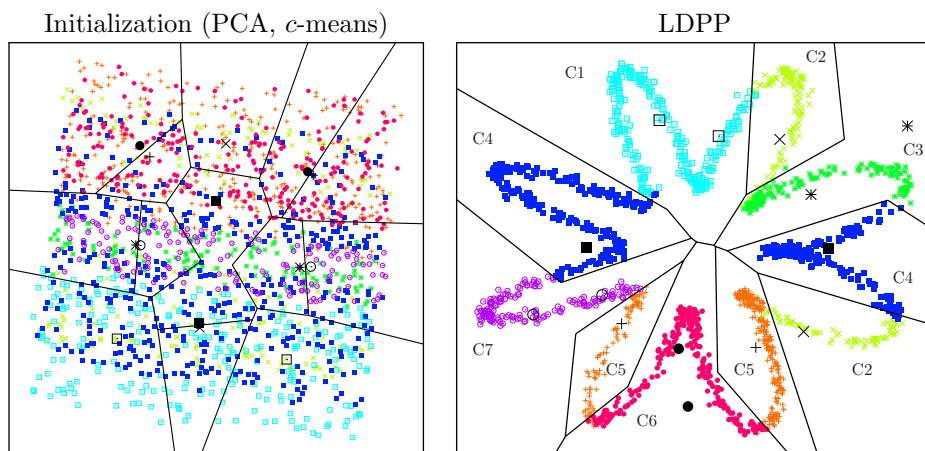 Initialization (PCA, c-means)
LDPP
C1
C2
C4
C3
C4
C7
C5
C5
C2
C6